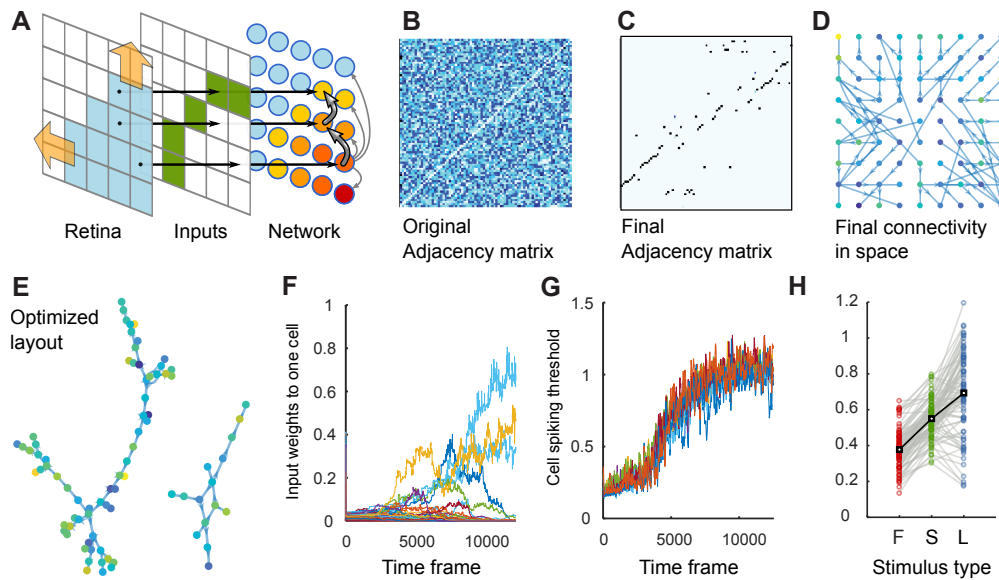 A
Retina
Inputs
Network
B
Original
Adjacency matrix
C
Final
Adjacency matrix
D
Final connectivity
in space
E
Optimized
layout
F
Input weights to one cell
1
0.8
0.6
0.4
0.2
0
0
5000
10000
Time frame
G
Cell spiking threshold
1.5
1
0.5
0
0
5000
10000
Time frame
H
1.2
1
0.8
0.6
0.4
0.2
0
F S L
Stimulus type